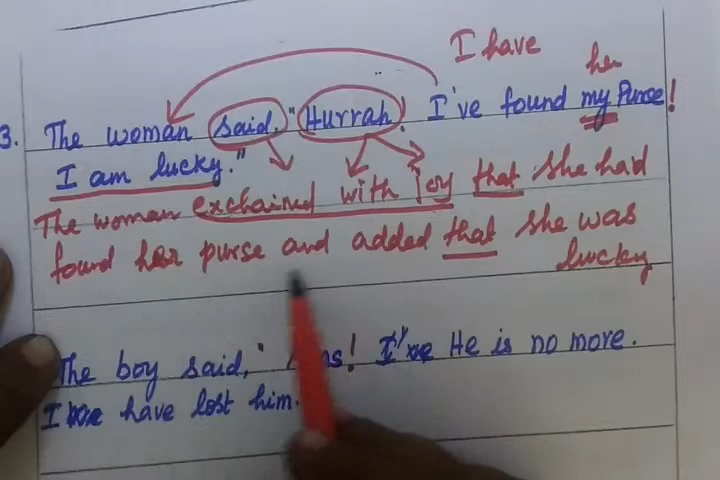 I have
her
3. The woman said, "Hurrah! I've found my Purse!
I am lucky."
The woman exclaimed with joy that she had
found her purse and added that she was
lucky
The boy said, " ! I've He is no more.
I have lost him.